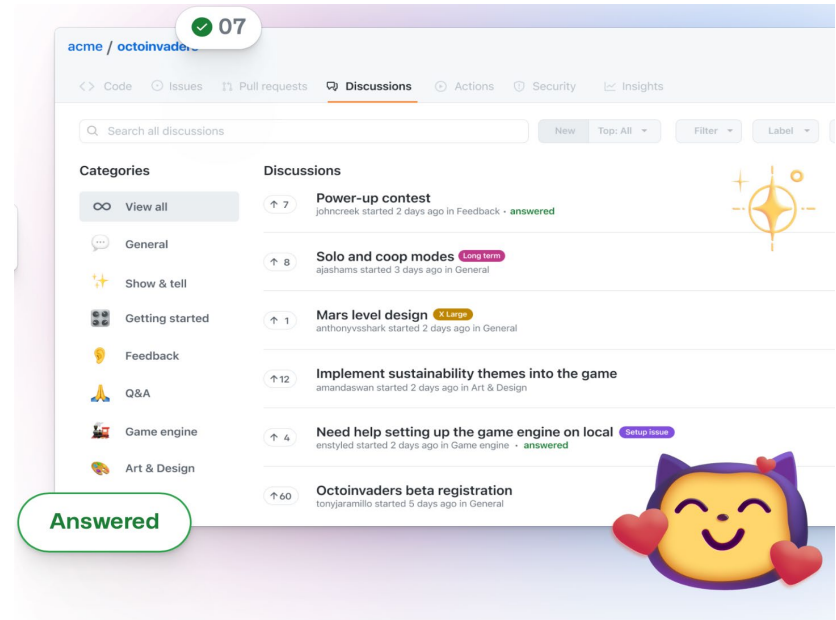 07
acme / octoinvaders
Code Issues Pull requests Discussions Actions Security Insights
Search all discussions New Top: All Filter Label
Categories
View all
General
Show & tell
Getting started
Feedback
Q&A
Game engine
Art & Design
Discussions
↑ 7 Power-up contest
johncreek started 2 days ago in Feedback • answered
↑ 8 Solo and coop modes Long term
ajashams started 3 days ago in General
↑ 1 Mars level design X Large
anthonyvsshark started 2 days ago in General
↑ 12 Implement sustainability themes into the game
amandaswan started 2 days ago in Art & Design
↑ 4 Need help setting up the game engine on local Setup issue
enstyled started 2 days ago in Game engine • answered
↑ 60 Octoinvaders beta registration
tonyjaramillo started 5 days ago in General
Answered